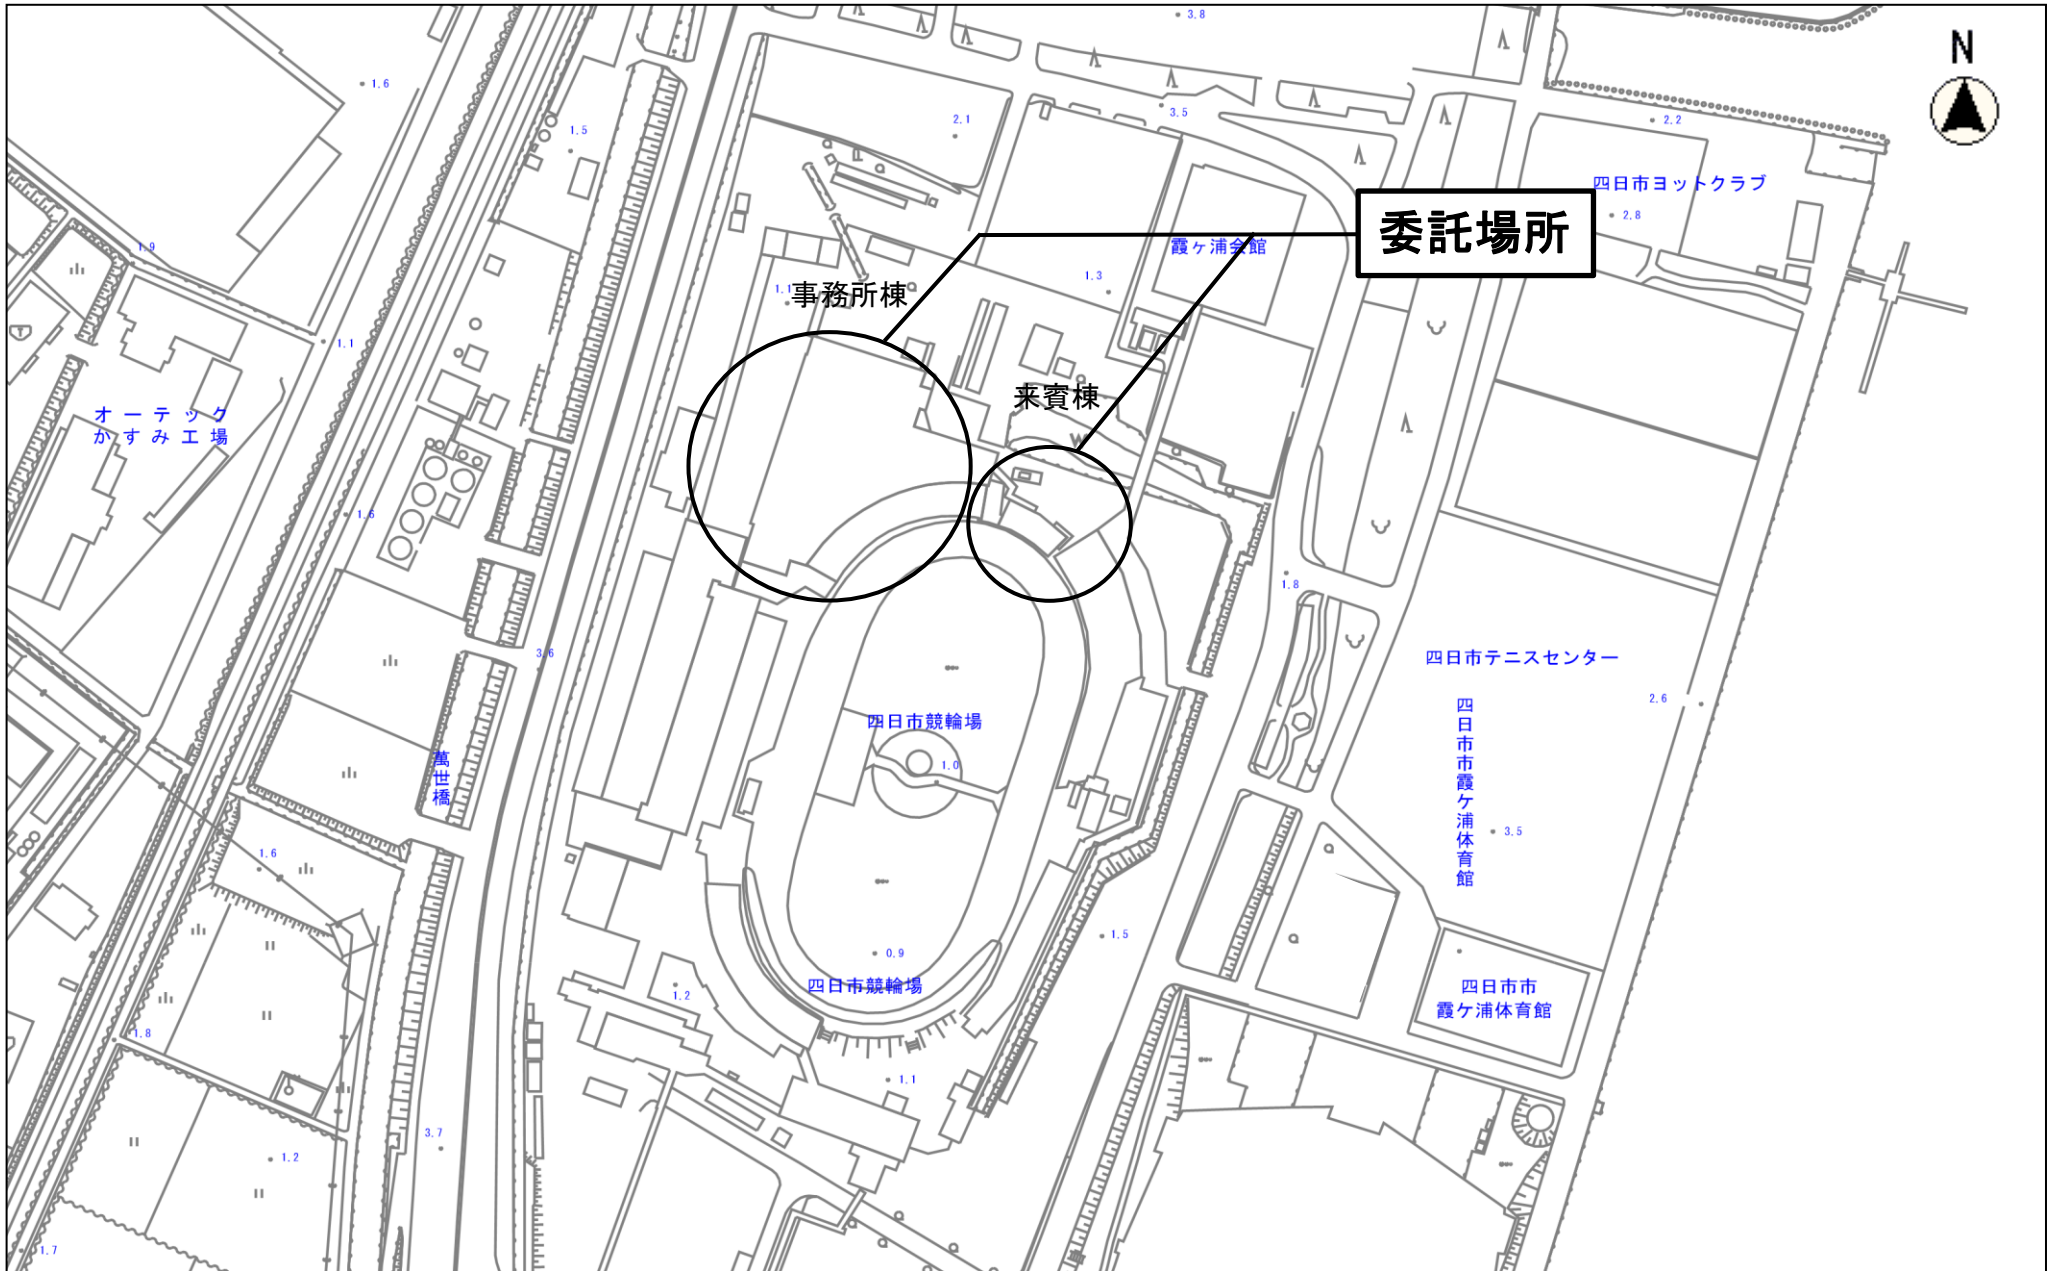 3.8
N
1.6
2.1
3.5
2.2
1.5
四日市ヨットクラブ
2.8
委託場所
1.9
霞ヶ浦会館
1.3
1.1
事務所棟
1.1
来賓棟
オーテック
かすみ工場
1.6
1.8
3.6
四日市テニスセンター
2.6
四日市市霞ケ浦体育館
四日市競輪場
1.0
萬世橋
3.5
1.6
1.5
0.9
四日市競輪場
1.2
四日市市
霞ヶ浦体育館
1.8
1.1
3.7
1.2
1.7